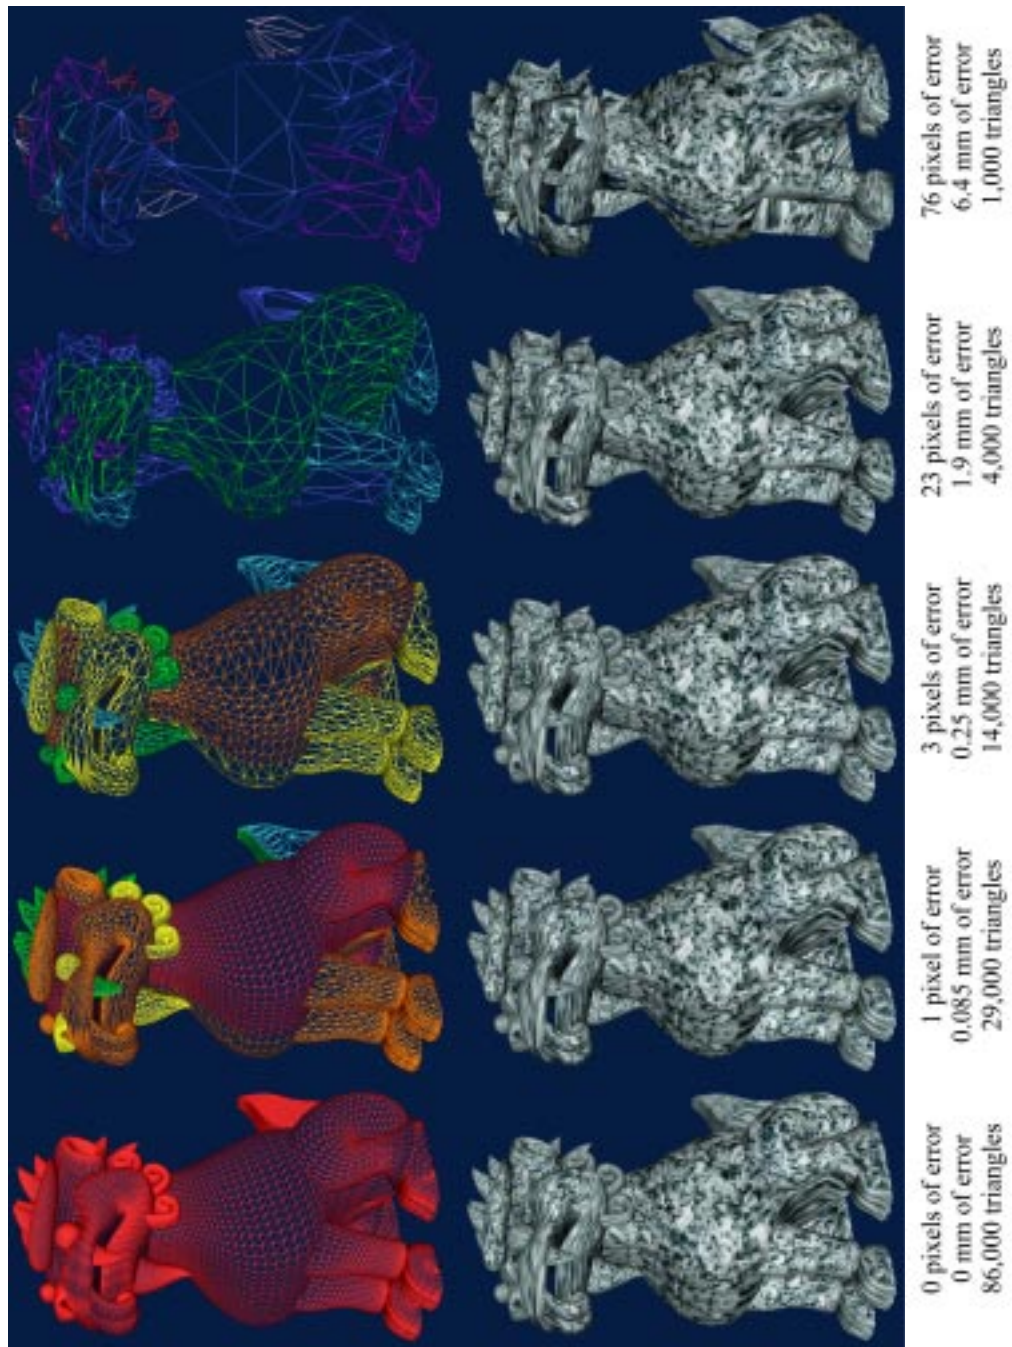 0 pixels of error
0 mm of error
86,000 triangles
1 pixel of error
0.085 mm of error
29,000 triangles
3 pixels of error
0.25 mm of error
14,000 triangles
23 pixels of error
1.9 mm of error
4,000 triangles
76 pixels of error
6.4 mm of error
1,000 triangles